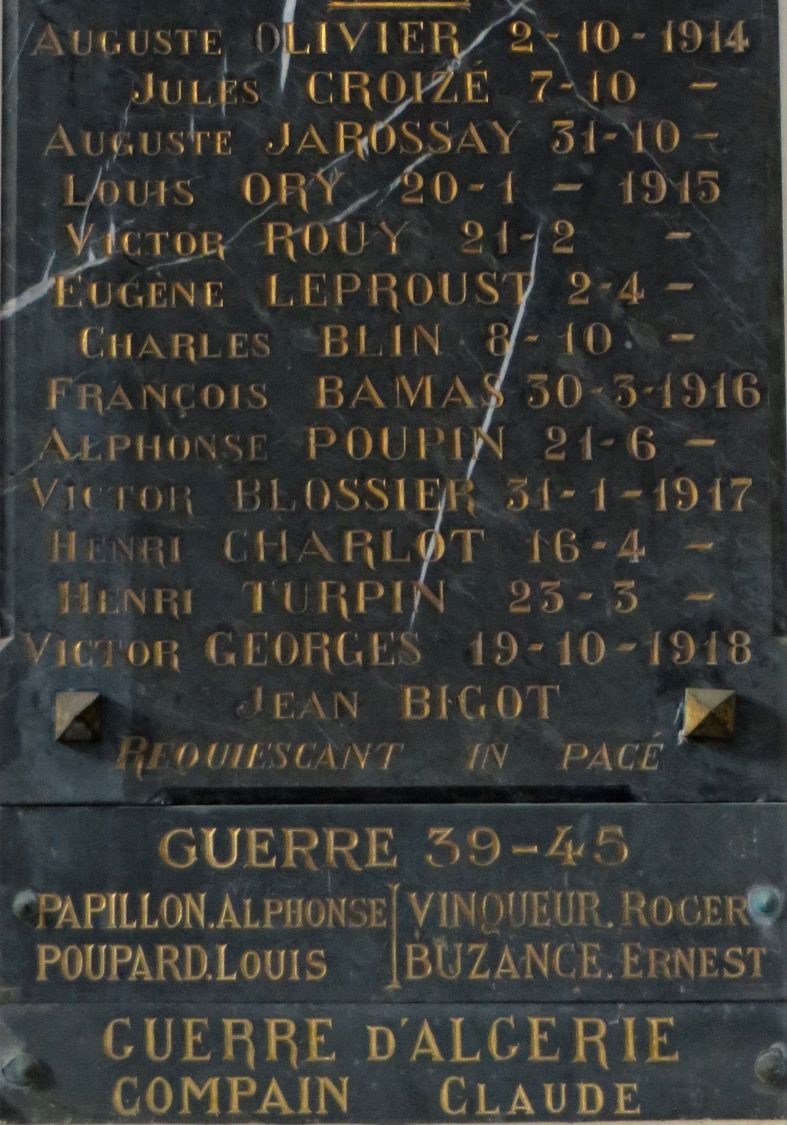 AUGUSTE OLIVIER 2-10-1914
JULES CROIZÉ 7-10 -
AUGUSTE JAROSSAY 31-10-
LOUIS ORY 20-1 - 1915
VICTOR ROUY 21-2 -
EUGÈNE LEPROUST 2-4 -
CHARLES BLIN 8-10 -
FRANÇOIS BAMAS 30-3-1916
ALPHONSE POUPIN 21-6 -
VICTOR BLOSSIER 31-1-1917
HENRI CHARLOT 16-4 -
HENRI TURPIN 23-3 -
VICTOR GEORGES 19-10-1918
JEAN BIGOT
REQUIESCANT IN PACÉ
GUERRE 39-45
PAPILLON.ALPHONSE VINQUEUR.ROGER
POUPARD.LOUIS BUZANCE.ERNEST
GUERRE D'ALGERIE
COMPAIN CLAUDE